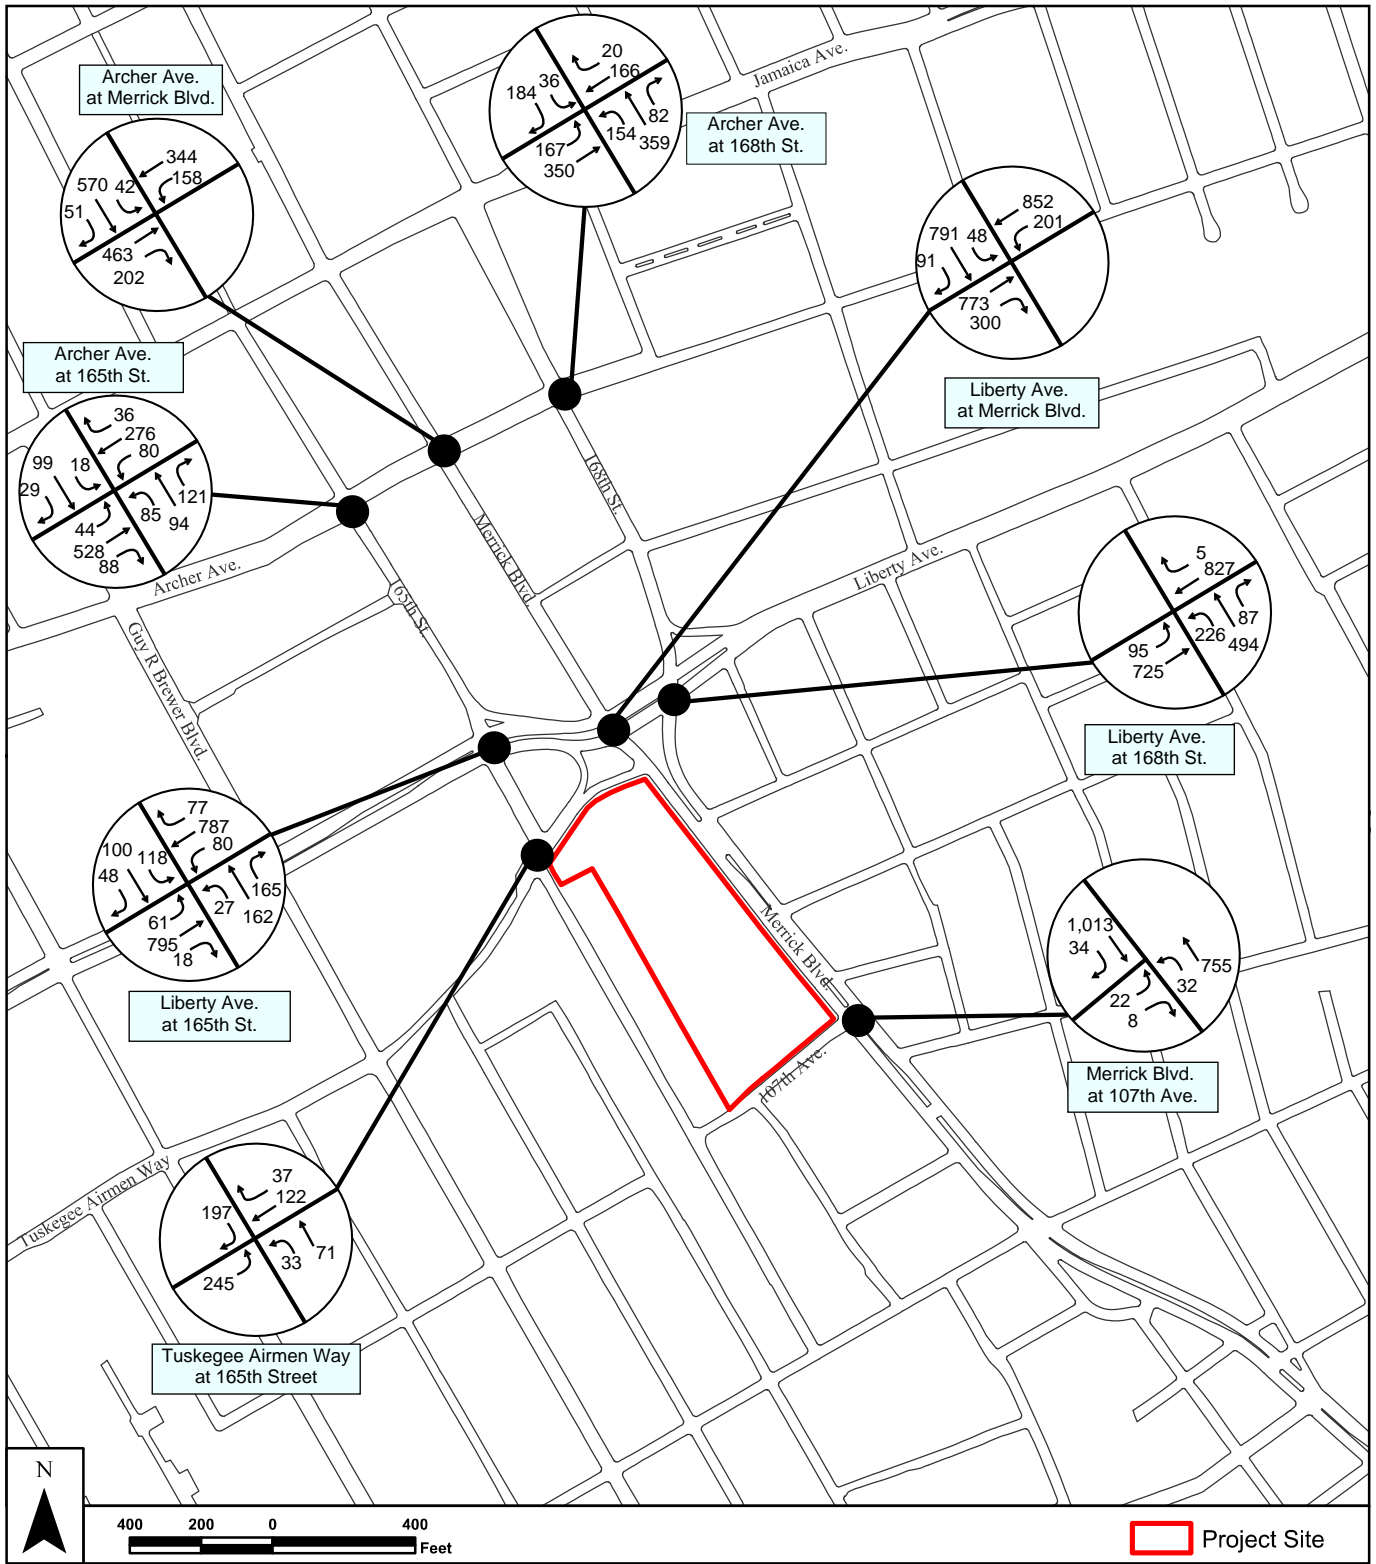 Jamaica Ave.
Archer Ave.
at Merrick Blvd.
344
158
570
42
51
463
202
20
166
36
184
82
154
359
167
350
Archer Ave.
at 168th St.
852
201
791
48
91
773
300
Liberty Ave.
at Merrick Blvd.
Archer Ave.
at 165th St.
36
276
80
99
18
29
121
85
94
44
528
88
Archer Ave.
168th St.
Merrick Blvd.
165th St.
Guy R Brewer Blvd.
Liberty Ave.
5
827
87
226
494
95
725
Liberty Ave.
at 168th St.
77
787
80
100
118
48
165
27
162
61
795
18
Liberty Ave.
at 165th St.
Merrick Blvd.
107th Ave.
1,013
34
755
32
22
8
Merrick Blvd.
at 107th Ave.
Tuskegee Airmen Way
37
122
197
71
33
245
Tuskegee Airmen Way
at 165th Street
N
400 200 0 400
Feet
Project Site